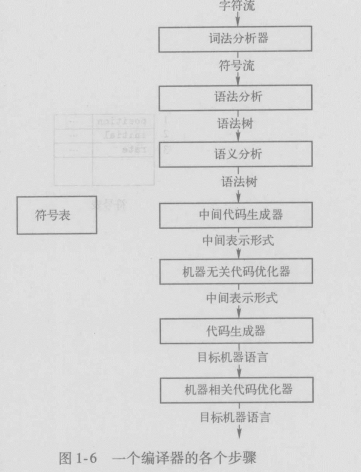 字符流
词法分析器
符号流
语法分析
语法树
语义分析
语法树
符号表
中间代码生成器
中间表示形式
机器无关代码优化器
中间表示形式
代码生成器
目标机器语言
机器相关代码优化器
目标机器语言
图1-6 一个编译器的各个步骤